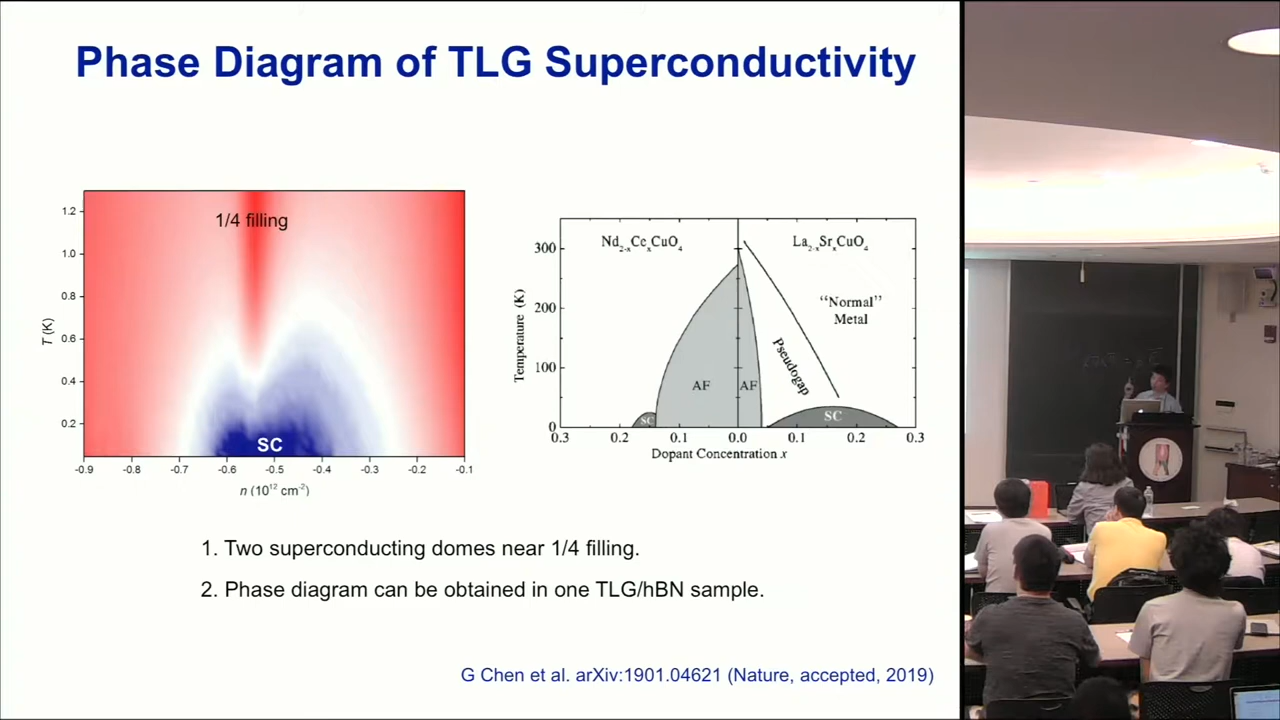 Phase Diagram of TLG Superconductivity
1/4 filling
1.2
1.0
0.8
0.6
0.4
0.2
T (K)
SC
-0.9 -0.8 -0.7 -0.6 -0.5 -0.4 -0.3 -0.2 -0.1
n (10¹² cm⁻²)
Nd₂₋ₓCeₓCuO₄
La₂₋ₓSrₓCuO₄
300
200
100
0
Temperature (K)
"Normal"
Metal
Pseudogap
AF
AF
SC
SC
0.3 0.2 0.1 0.0 0.1 0.2 0.3
Dopant Concentration x
1. Two superconducting domes near 1/4 filling.
2. Phase diagram can be obtained in one TLG/hBN sample.
G Chen et al. arXiv:1901.04621 (Nature, accepted, 2019)